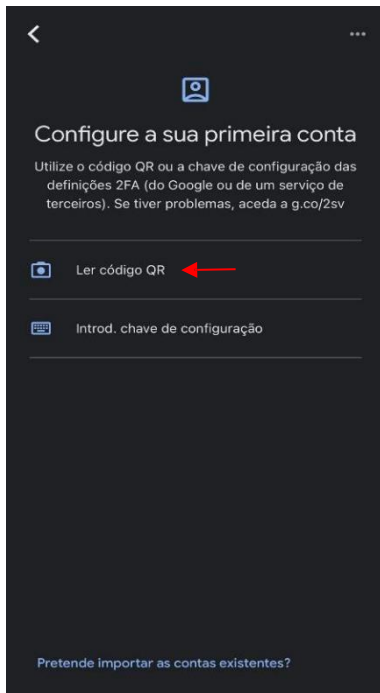 Configure a sua primeira conta
Utilize o código QR ou a chave de configuração das
definições 2FA (do Google ou de um serviço de
terceiros). Se tiver problemas, aceda a g.co/2sv
Ler código QR
Introd. chave de configuração
Pretende importar as contas existentes?